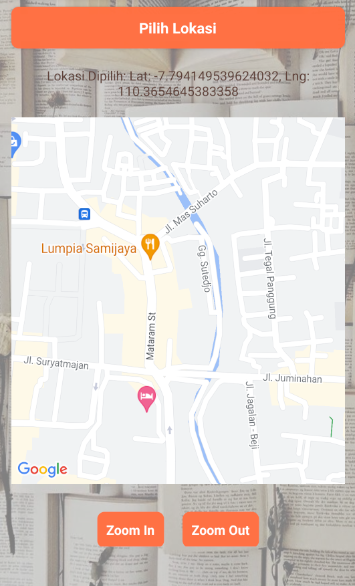 Pilih Lokasi
Lokasi Dipilih: Lat: -7.794149539624032, Lng:
110.3654645383358
Jl. Mas Suharto
Lumpia Samijaya
Gg. Sutedjo
Jl. Tegal Panggung
Mataram St
Jl. Suryatmajan
Jl. Juminahan
Jl. Jagalan - Beji
Google
Zoom In
Zoom Out